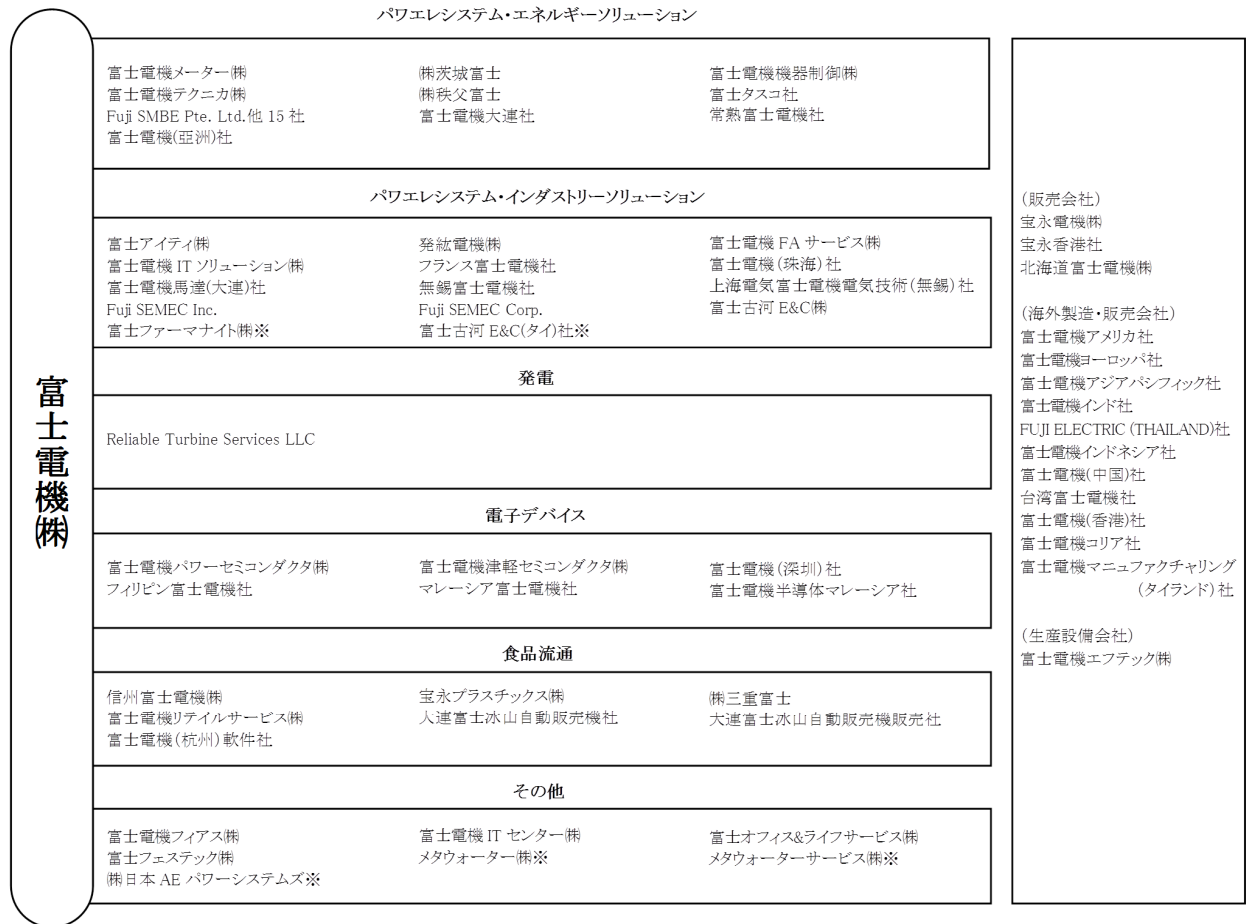 富士電機㈱
パワエレシステム・エネルギーソリューション
富士電機メーター㈱
㈱茨城富士
富士電機機器制御㈱
富士電機テクニカ㈱
㈱秩父富士
富士タスコ社
Fuji SMBE Pte. Ltd.他 15 社
富士電機大連社
常熟富士電機社
富士電機(亞洲)社
パワエレシステム・インダストリーソリューション
富士アイティ㈱
発紘電機㈱
富士電機 FA サービス㈱
富士電機 IT ソリューション㈱
フランス富士電機社
富士電機(珠海)社
富士電機馬達(大連)社
無錫富士電機社
上海電気富士電機電気技術(無錫)社
Fuji SEMEC Inc.
Fuji SEMEC Corp.
富士古河 E&C㈱
富士ファーマナイト㈱※
富士古河 E&C(タイ)社※
発電
Reliable Turbine Services LLC
電子デバイス
富士電機パワーセミコンダクタ㈱
富士電機津軽セミコンダクタ㈱
富士電機(深圳)社
フィリピン富士電機社
マレーシア富士電機社
富士電機半導体マレーシア社
食品流通
信州富士電機㈱
宝永プラスチックス㈱
㈱三重富士
富士電機リテイルサービス㈱
大連富士冰山自動販売機社
大連富士冰山自動販売機販売社
富士電機(杭州)軟件社
その他
富士電機フィアス㈱
富士電機 IT センター㈱
富士オフィス&ライフサービス㈱
富士フェステック㈱
メタウォーター㈱※
メタウォーターサービス㈱※
㈱日本 AE パワーシステムズ※
(販売会社)
宝永電機㈱
宝永香港社
北海道富士電機㈱
(海外製造・販売会社)
富士電機アメリカ社
富士電機ヨーロッパ社
富士電機アジアパシフィック社
富士電機インド社
FUJI ELECTRIC (THAILAND)社
富士電機インドネシア社
富士電機(中国)社
台湾富士電機社
富士電機(香港)社
富士電機コリア社
富士電機マニュファクチャリング
(タイランド)社
(生産設備会社)
富士電機エフテック㈱